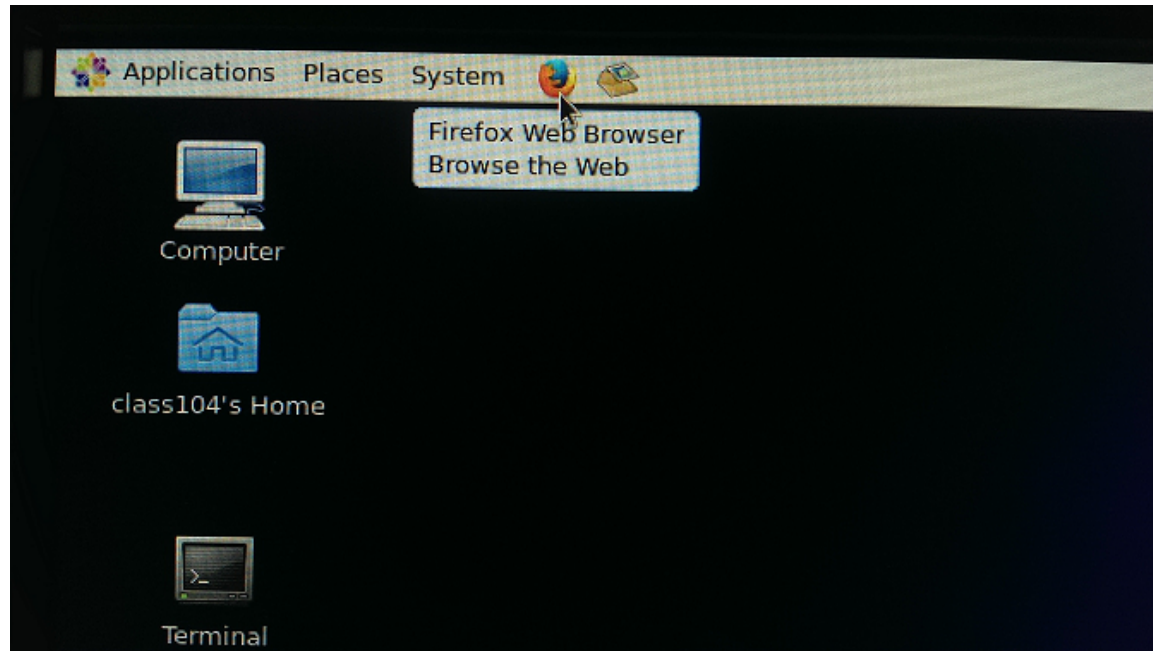 Applications Places System
Firefox Web Browser
Browse the Web
Computer
class104's Home
>_
Terminal